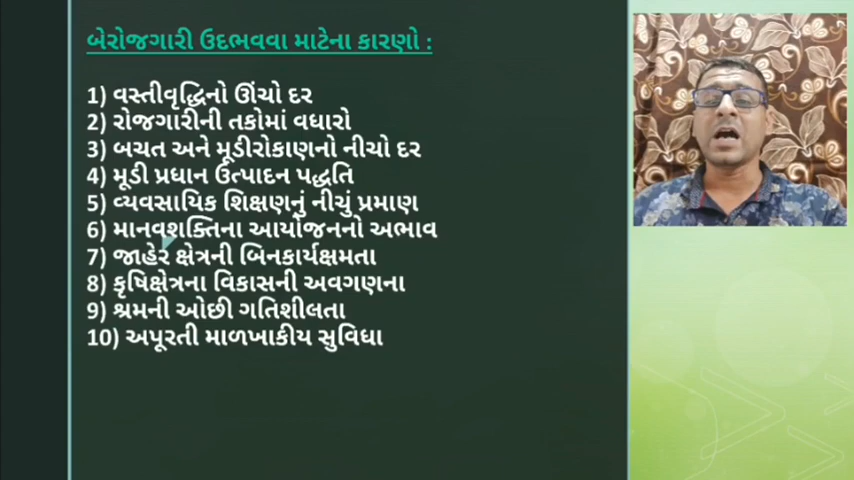 બેરોજગારી ઉદભવવા માટેના કારણો :
1) વસ્તીવૃદ્ધિનો ઊંચો દર
2) રોજગારીની તકોમાં વધારો
3) બચત અને મૂડીરોકાણનો નીચો દર
4) મૂડી પ્રધાન ઉત્પાદન પદ્ધતિ
5) વ્યવસાયિક શિક્ષણનું નીચું પ્રમાણ
6) માનવશક્તિના આયોજનનો અભાવ
7) જાહેર ક્ષેત્રની બિનકાર્યક્ષમતા
8) કૃષિક્ષેત્રના વિકાસની અવગણના
9) શ્રમની ઓછી ગતિશીલતા
10) અપૂરતી માળખાકીય સુવિધા